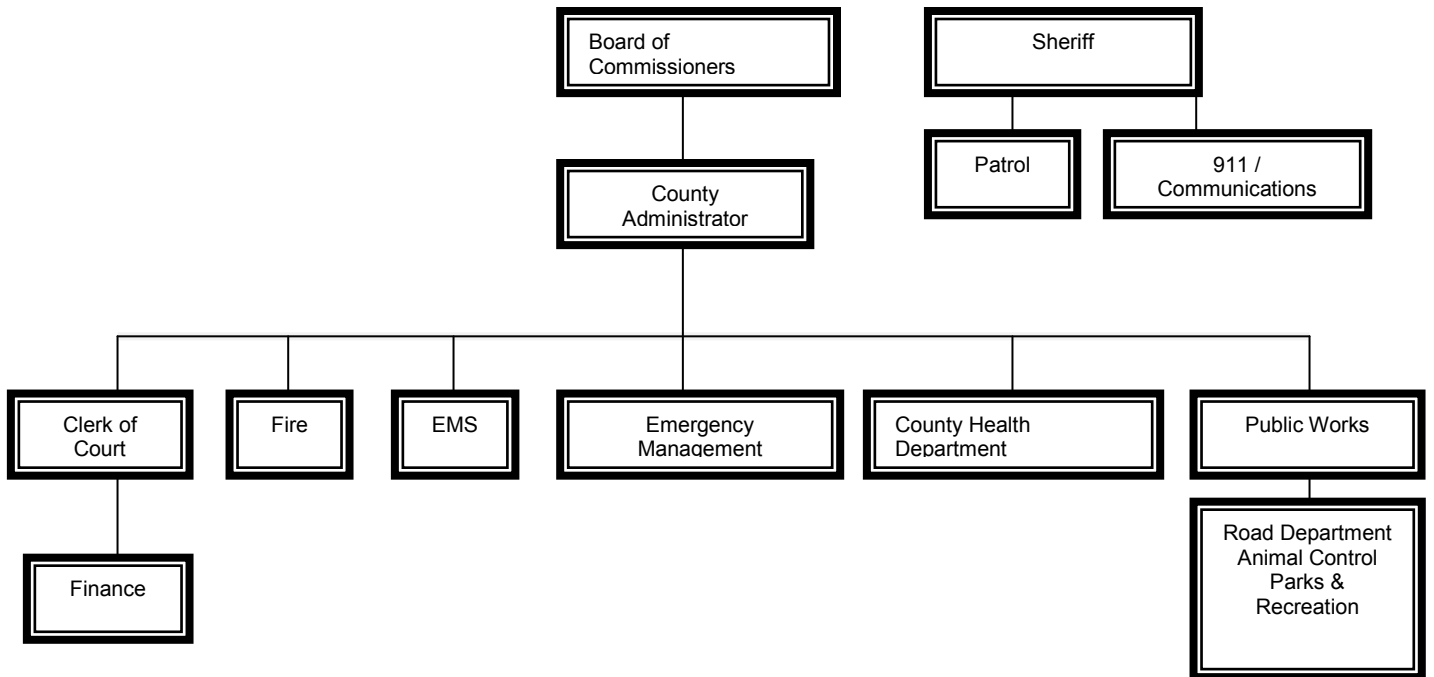 Board of
Commissioners
Sheriff
Patrol
911 /
Communications
County
Administrator
Clerk of
Court
Fire
EMS
Emergency
Management
County Health
Department
Public Works
Finance
Road Department
Animal Control
Parks &
Recreation